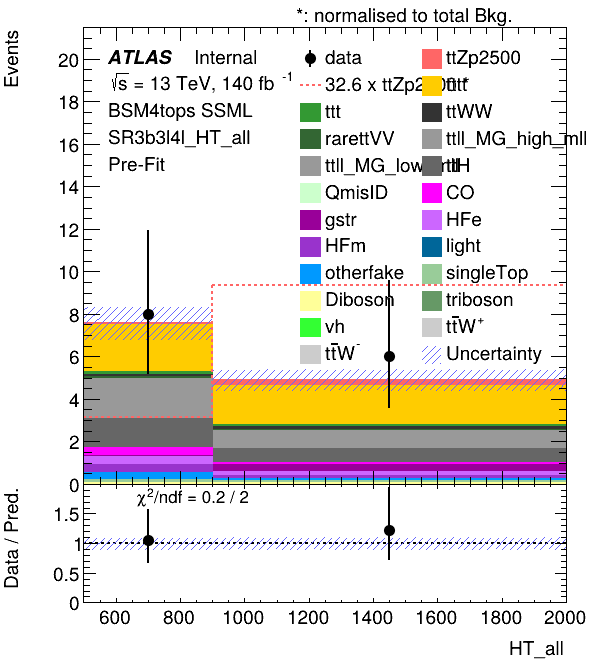 *: normalised to total Bkg.
Events
ATLAS Internal
√s = 13 TeV, 140 fb -1
BSM4tops SSML
SR3b3l4l_HT_all
Pre-Fit
data
ttZp2500
32.6 x ttZp2500 *
tttt
ttt
ttWW
rarettVV
ttll_MG_high_mll
ttll_MG_low_mll
ttH
QmisID
CO
gstr
HFe
HFm
light
otherfake
singleTop
Diboson
triboson
vh
tt̄W+
tt̄W-
Uncertainty
20
18
16
14
12
10
8
6
4
2
0
χ2/ndf = 0.2 / 2
Data / Pred.
1.5
1
0.5
0
600 800 1000 1200 1400 1600 1800 2000
HT_all